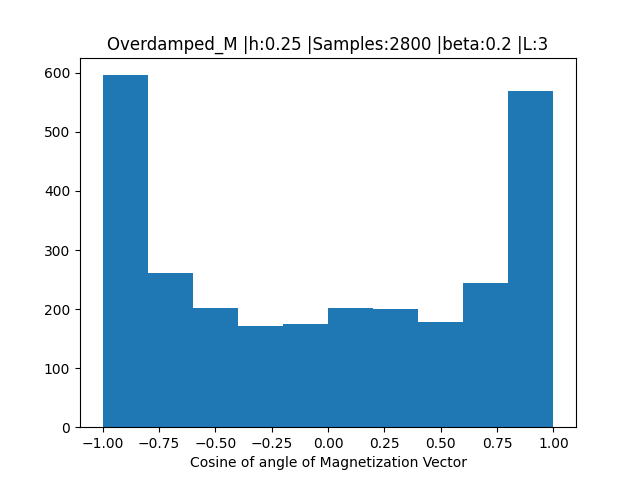 Overdamped_M |h:0.25 |Samples:2800 |beta:0.2 |L:3
600
500
400
300
200
100
0
−1.00 −0.75 −0.50 −0.25 0.00 0.25 0.50 0.75 1.00
Cosine of angle of Magnetization Vector